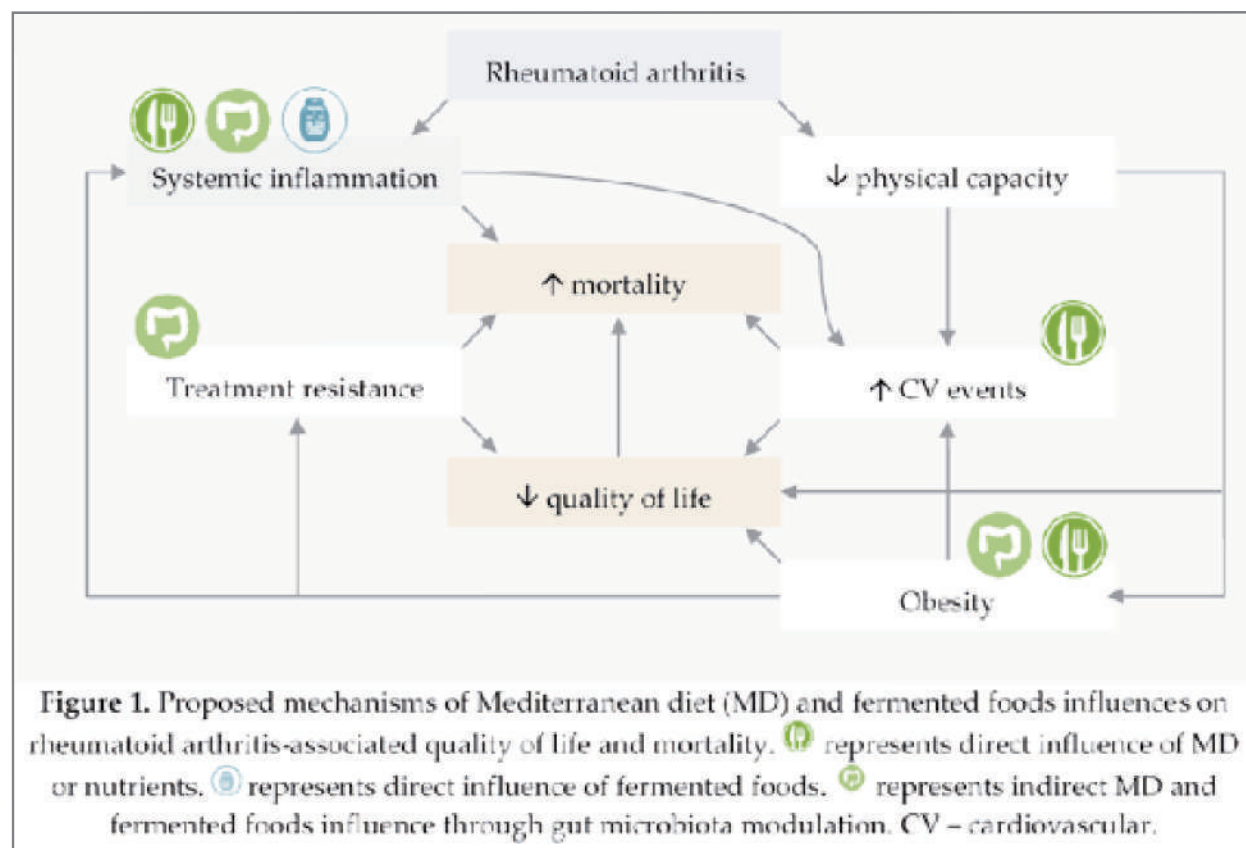 Rheumatoid arthritis
Systemic inflammation
↓ physical capacity
↑ mortality
Treatment resistance
↑ CV events
↓ quality of life
Obesity
Figure 1. Proposed mechanisms of Mediterranean diet (MD) and fermented foods influences on
rheumatoid arthritis-associated quality of life and mortality. represents direct influence of MD
or nutrients. represents direct influence of fermented foods. represents indirect MD and
fermented foods influence through gut microbiota modulation. CV – cardiovascular.